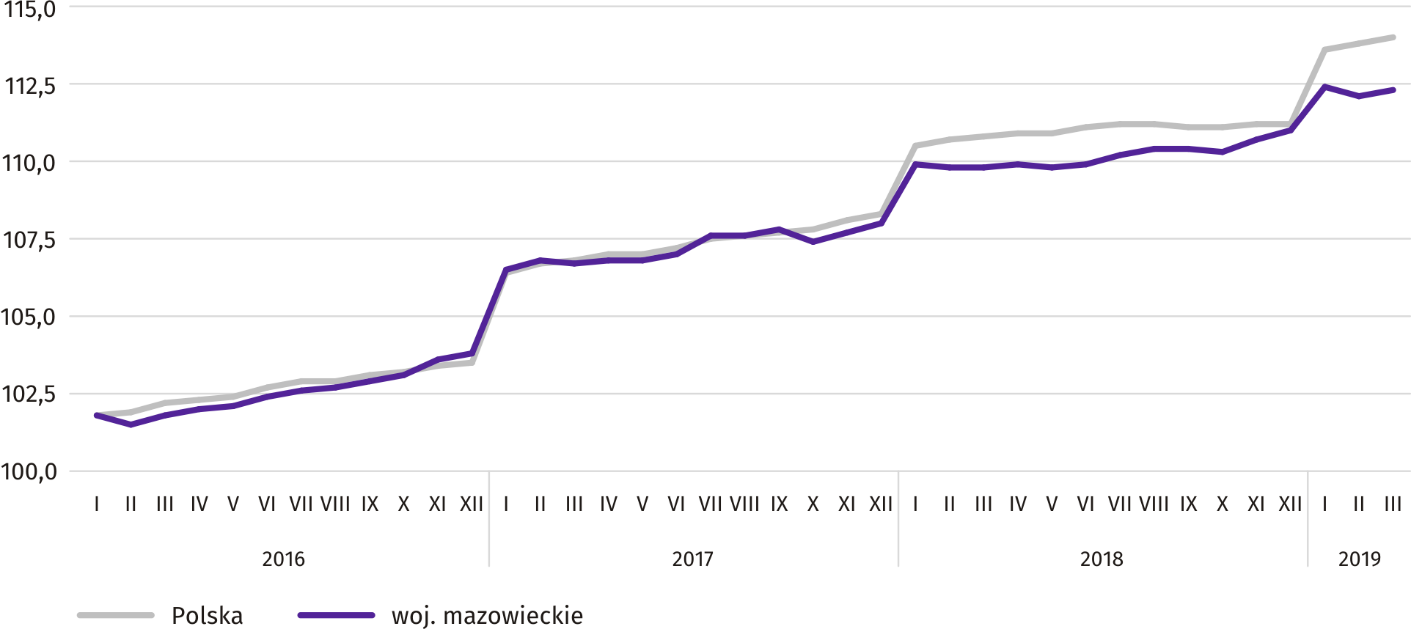 115,0
112,5
110,0
107,5
105,0
102,5
100,0
I II III IV V VI VII VIII IX X XI XII I II III IV V VI VII VIII IX X XI XII I II III IV V VI VII VIII IX X XI XII I II III
2016 2017 2018 2019
Polska woj. mazowieckie